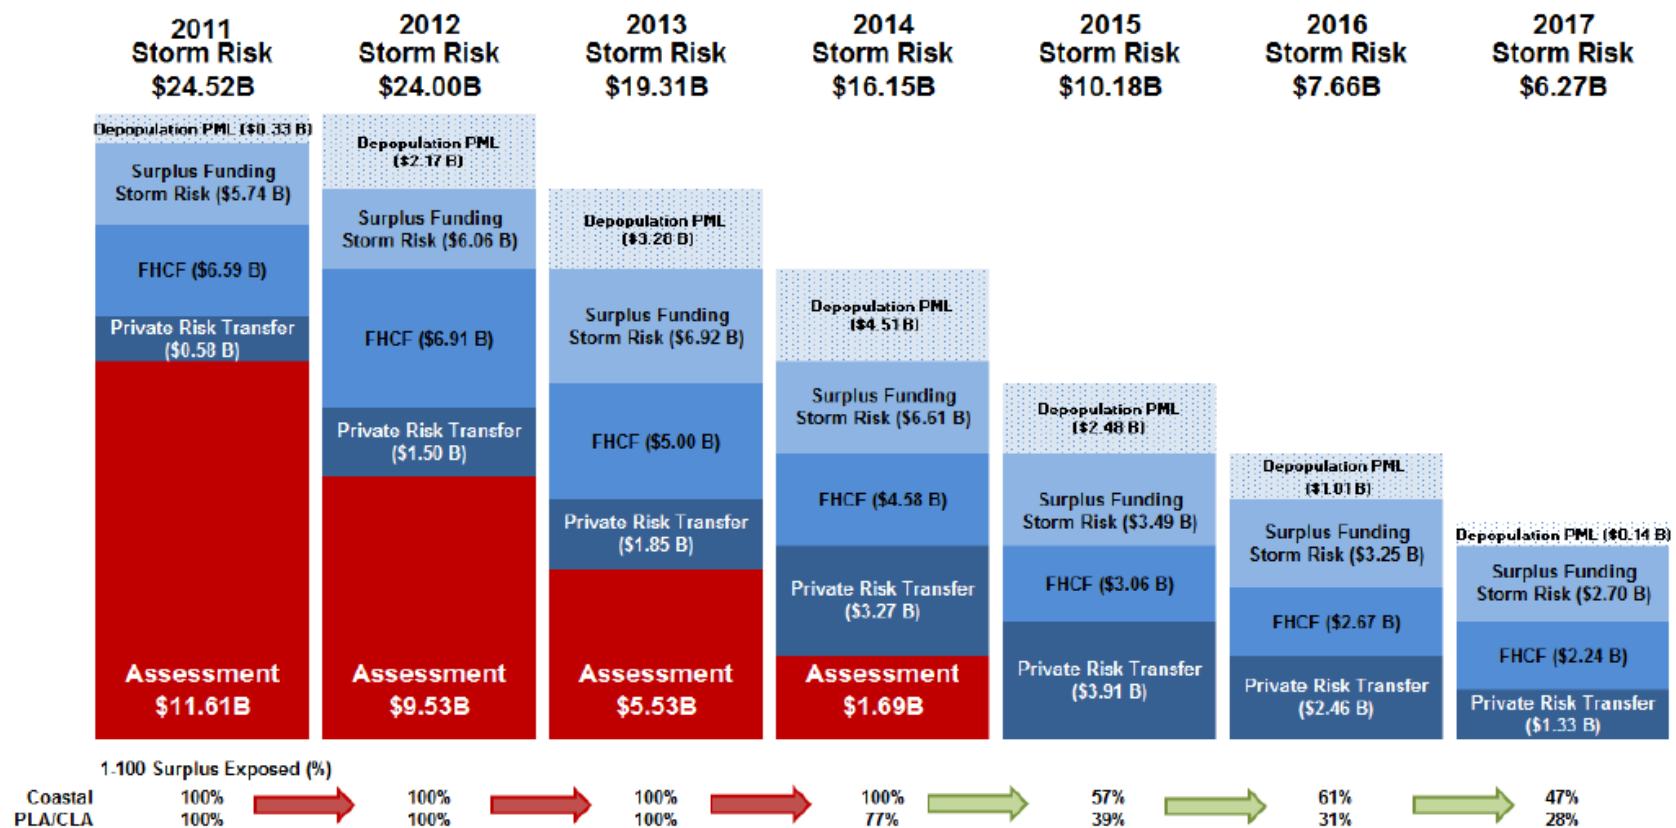 2011
Storm Risk
$24.52B
Depopulation PML ($0.33 B)
Surplus Funding
Storm Risk ($5.74 B)
FHCF ($6.59 B)
Private Risk Transfer
($0.58 B)
Assessment
$11.61B
2012
Storm Risk
$24.00B
Depopulation PML
($2.17 B)
Surplus Funding
Storm Risk ($6.06 B)
FHCF ($6.91 B)
Private Risk Transfer
($1.50 B)
Assessment
$9.53B
2013
Storm Risk
$19.31B
Depopulation PML
($3.28 B)
Surplus Funding
Storm Risk ($6.92 B)
FHCF ($5.00 B)
Private Risk Transfer
($1.85 B)
Assessment
$5.53B
2014
Storm Risk
$16.15B
Depopulation PML
($4.51 B)
Surplus Funding
Storm Risk ($6.61 B)
FHCF ($4.58 B)
Private Risk Transfer
($3.27 B)
Assessment
$1.69B
2015
Storm Risk
$10.18B
Depopulation PML
($2.48 B)
Surplus Funding
Storm Risk ($3.49 B)
FHCF ($3.06 B)
Private Risk Transfer
($3.91 B)
2016
Storm Risk
$7.66B
Depopulation PML
($1.01 B)
Surplus Funding
Storm Risk ($3.25 B)
FHCF ($2.67 B)
Private Risk Transfer
($2.46 B)
2017
Storm Risk
$6.27B
Depopulation PML ($0.14 B)
Surplus Funding
Storm Risk ($2.70 B)
FHCF ($2.24 B)
Private Risk Transfer
($1.33 B)
1-100 Surplus Exposed (%)
Coastal 100% 100% 100% 100% 57% 61% 47%
PLA/CLA 100% 100% 100% 77% 39% 31% 28%